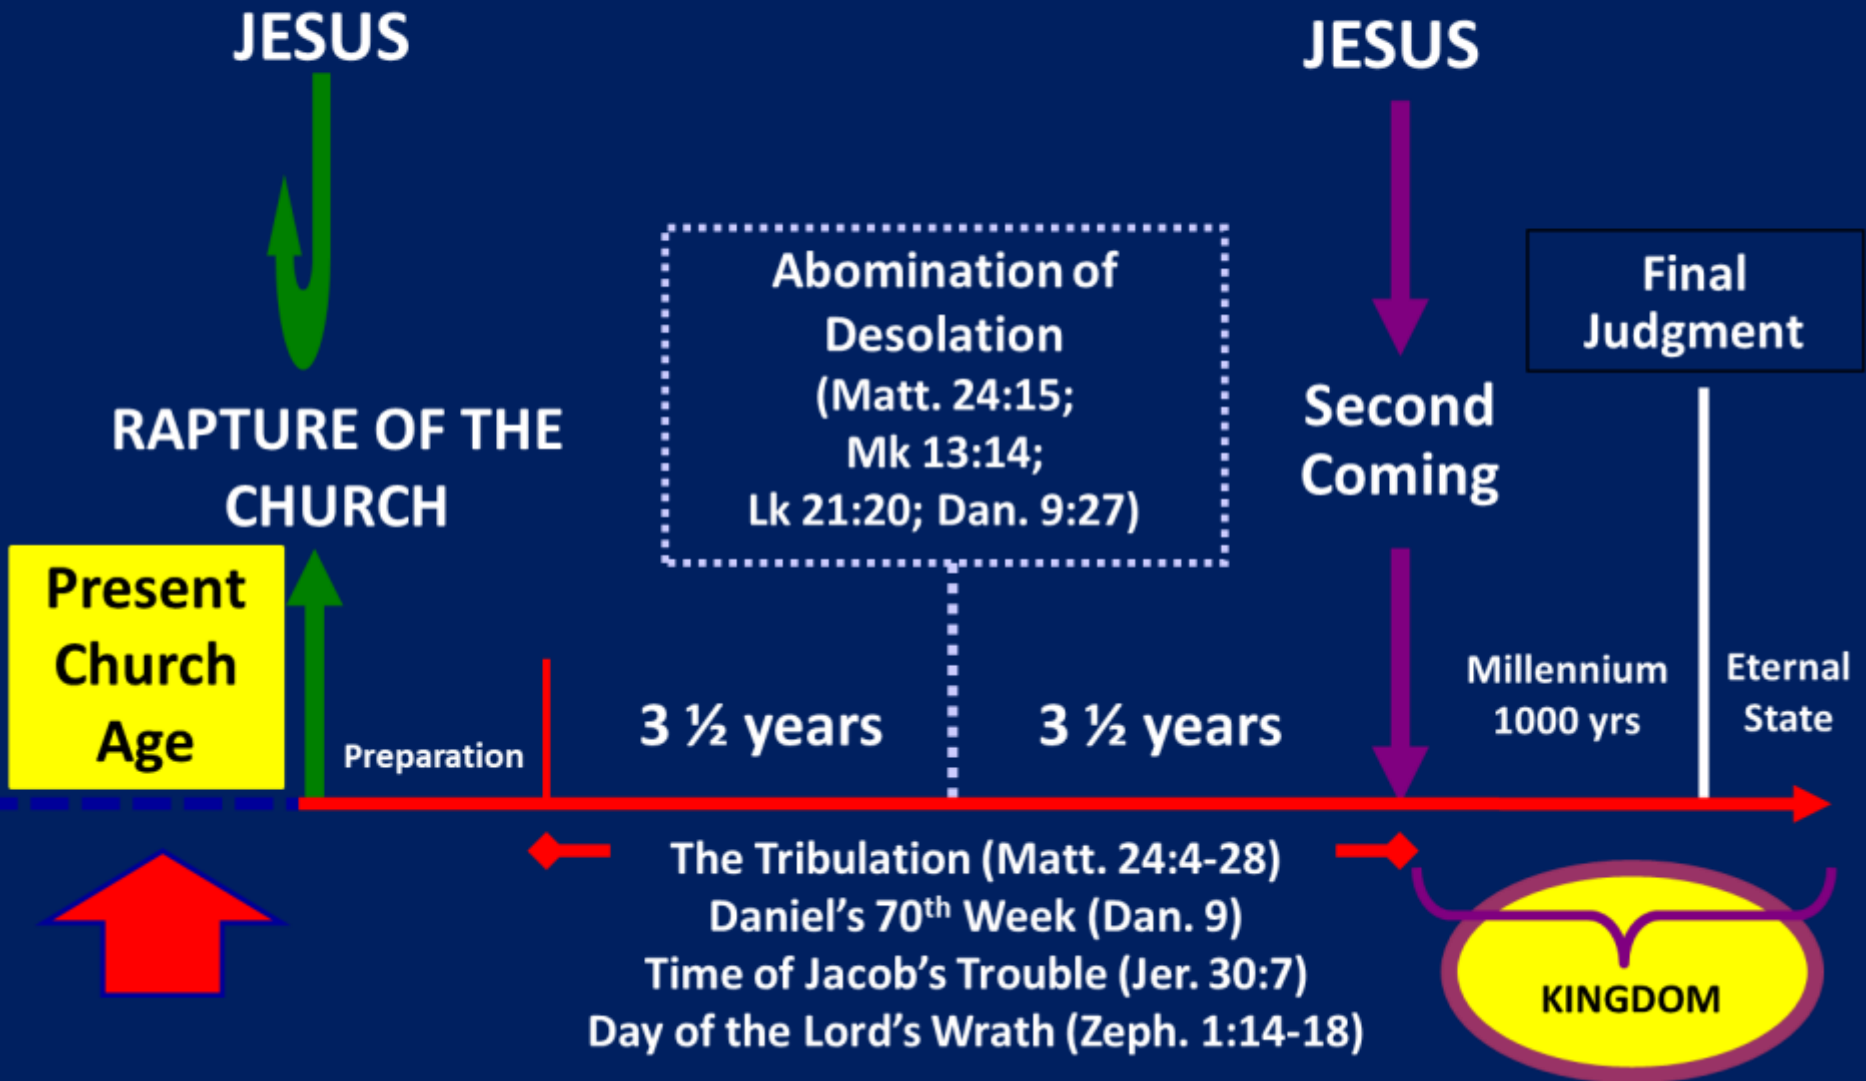 JESUS
RAPTURE OF THE
CHURCH
Present
Church
Age
Preparation
3 ½ years
Abomination of
Desolation
(Matt. 24:15;
Mk 13:14;
Lk 21:20; Dan. 9:27)
3 ½ years
JESUS
Second
Coming
Millennium
1000 yrs
Final
Judgment
Eternal
State
The Tribulation (Matt. 24:4-28)
Daniel’s 70th Week (Dan. 9)
Time of Jacob’s Trouble (Jer. 30:7)
Day of the Lord’s Wrath (Zeph. 1:14-18)
KINGDOM